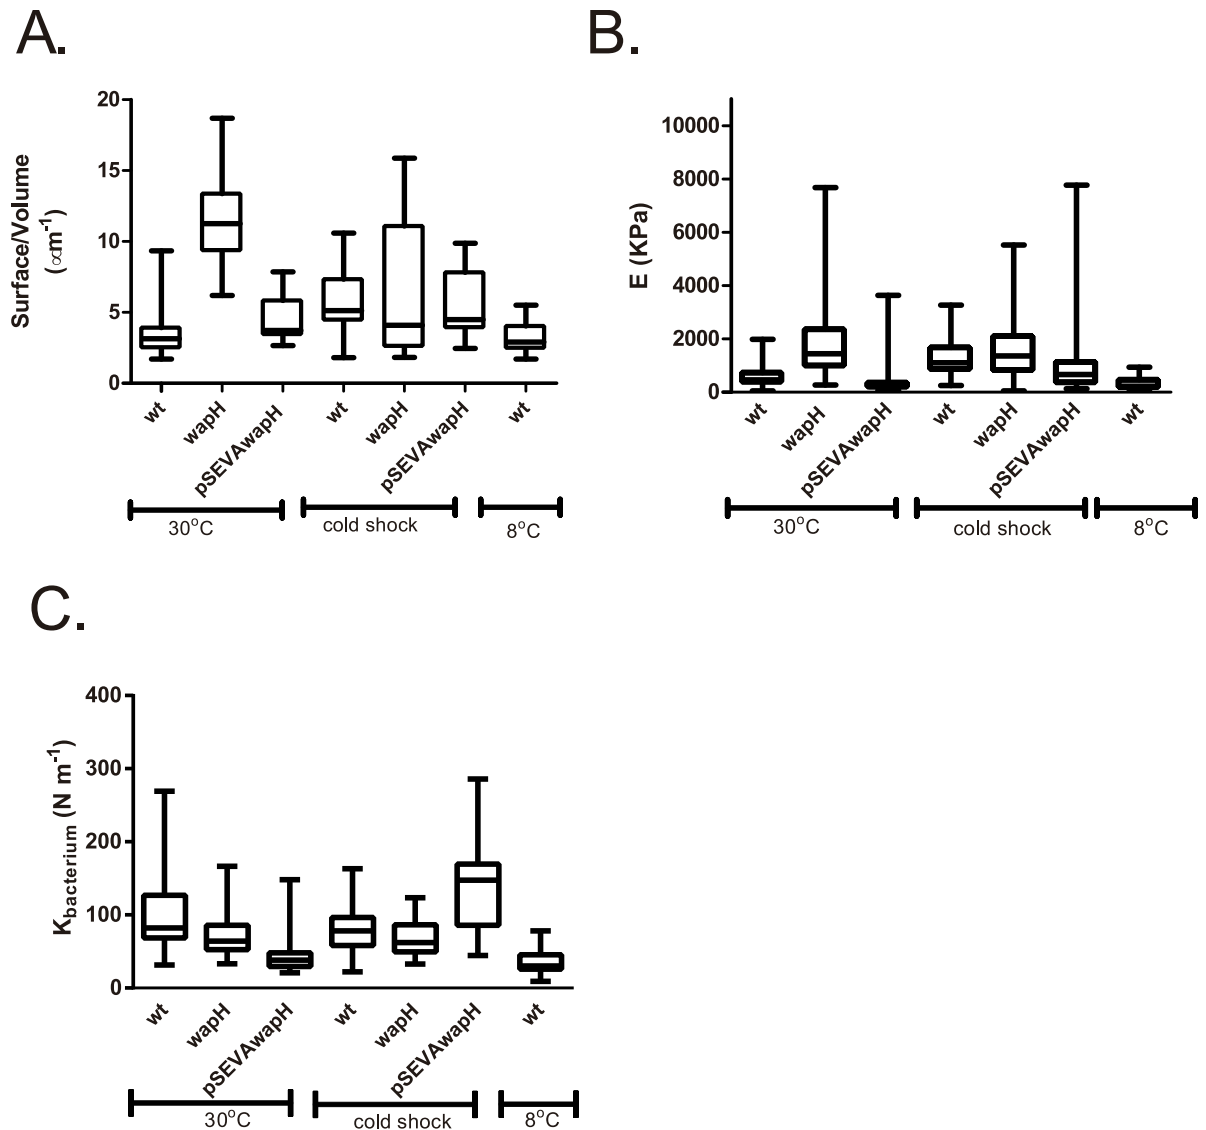 A.
Surface/Volume
(αm⁻¹)
20
15
10
5
0
wt
wapH
pSEVAwapH
wt
wapH
pSEVAwapH
wt
30°C
cold shock
8°C
B.
E (KPa)
10000
8000
6000
4000
2000
0
wt
wapH
pSEVAwapH
wt
wapH
pSEVAwapH
wt
30°C
cold shock
8°C
C.
Kbacterium (N m⁻¹)
400
300
200
100
0
wt
wapH
pSEVAwapH
wt
wapH
pSEVAwapH
wt
30°C
cold shock
8°C